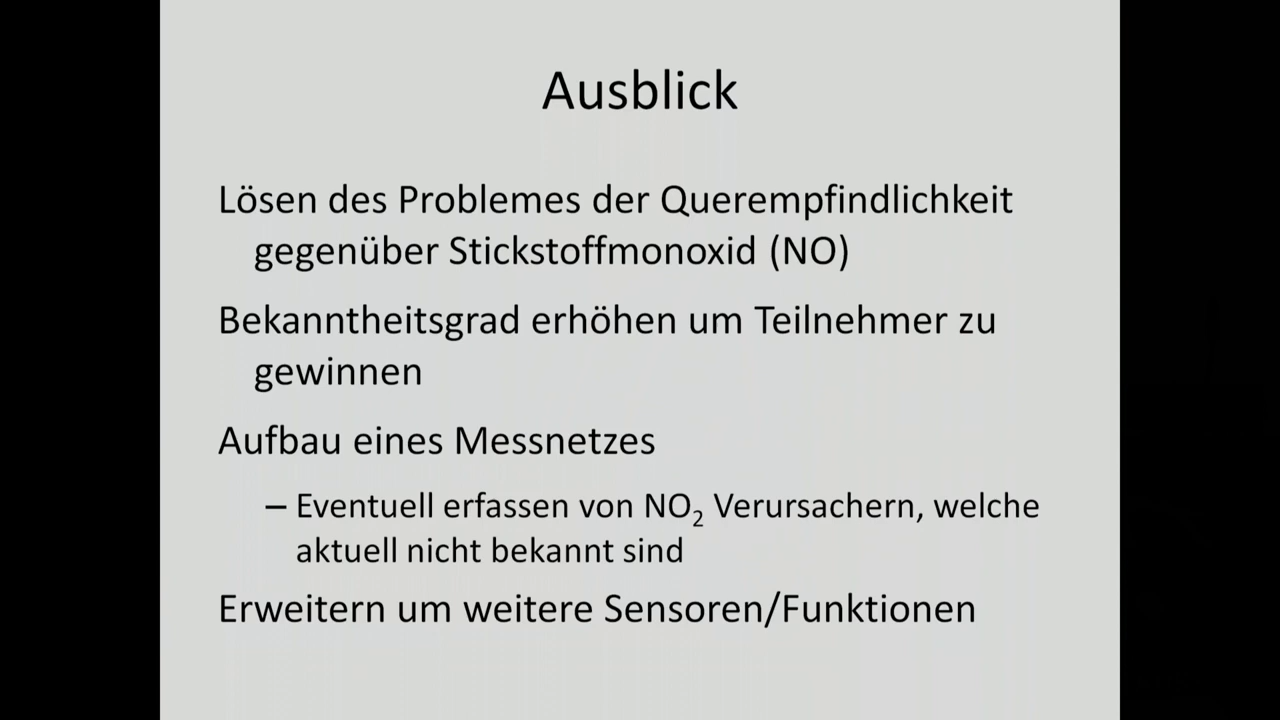 Ausblick
Lösen des Problemes der Querempfindlichkeit
gegenüber Stickstoffmonoxid (NO)
Bekanntheitsgrad erhöhen um Teilnehmer zu
gewinnen
Aufbau eines Messnetzes
– Eventuell erfassen von NO₂ Verursachern, welche
aktuell nicht bekannt sind
Erweitern um weitere Sensoren/Funktionen